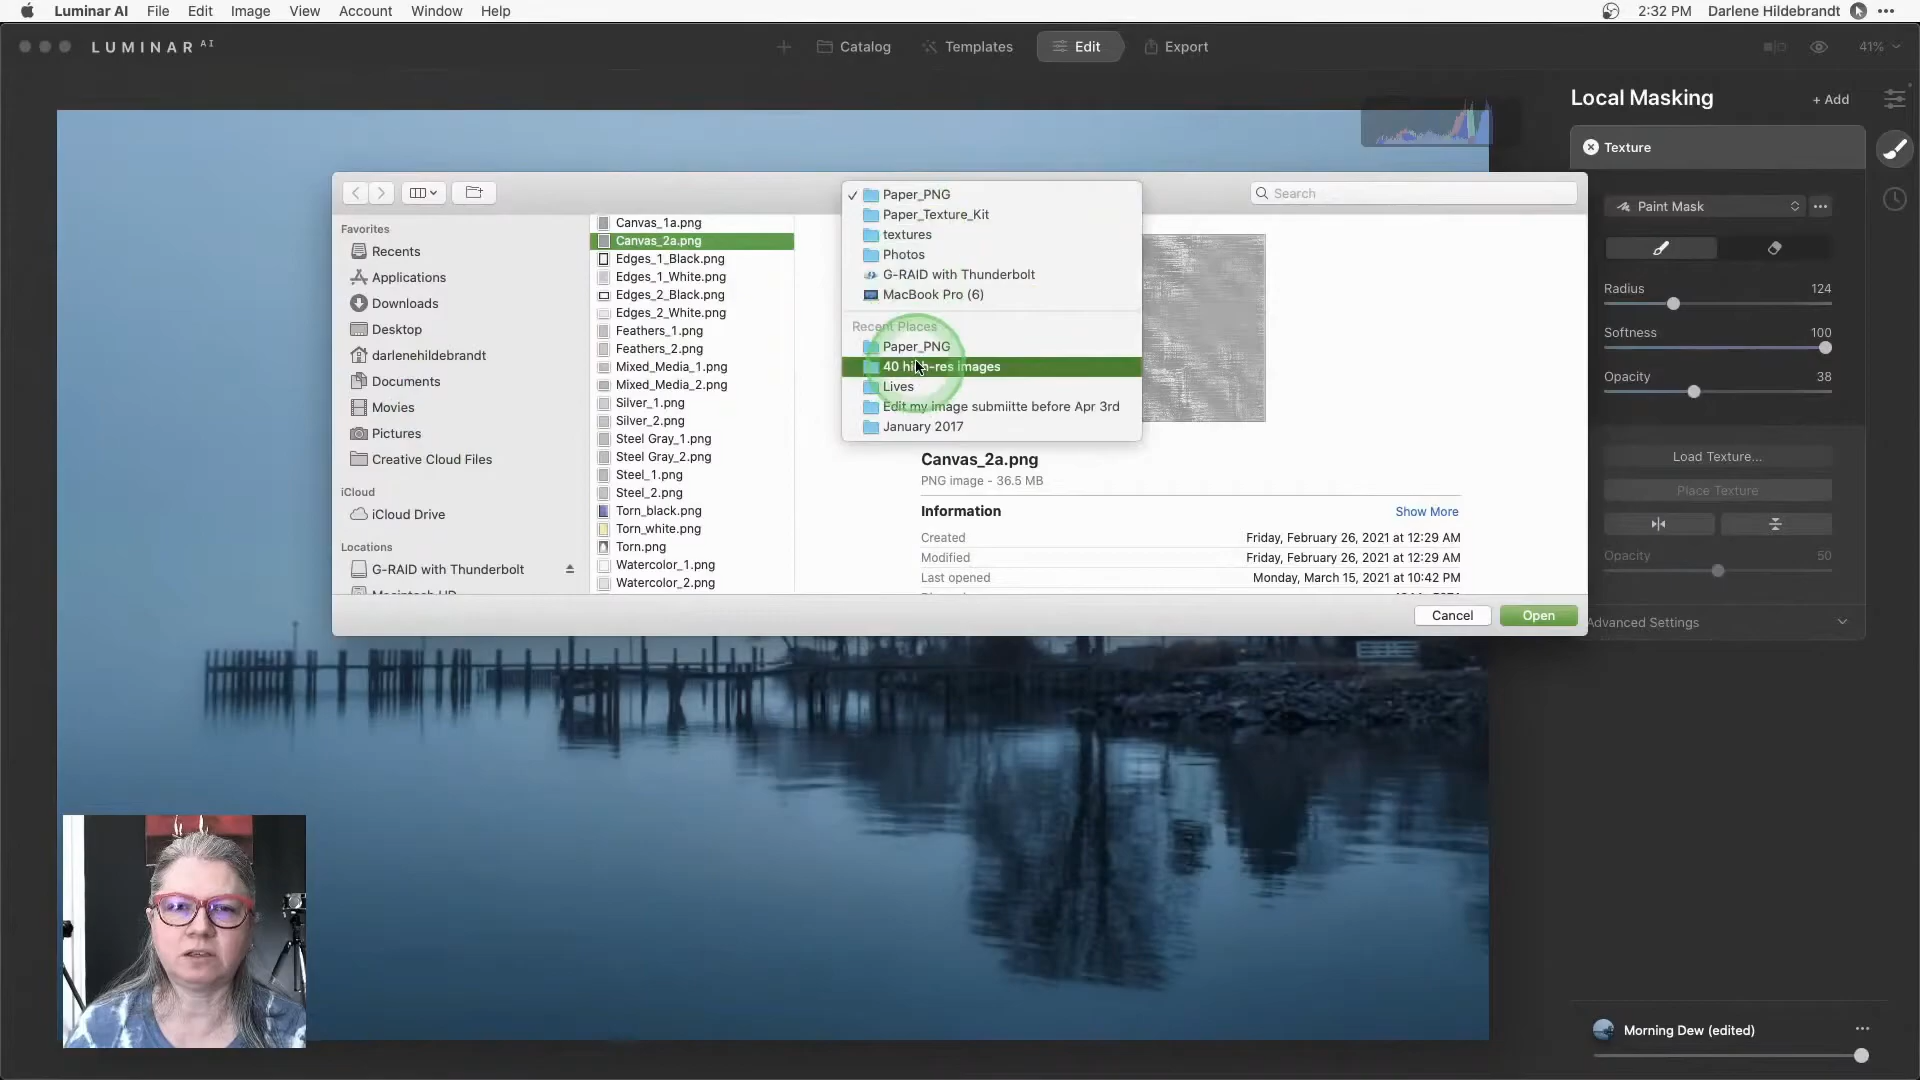 Luminar AI File Edit Image View Account Window Help 2:32 PM Darlene Hildebrandt
LUMINAR AI + Catalog Templates Edit Export 41%
Local Masking + Add
Texture
Paint Mask
Radius 124
Softness 100
Opacity 38
Load Texture...
Place Texture
Opacity 50
Advanced Settings
Search
Favorites
Recents
Applications
Downloads
Desktop
darlenehildebrandt
Documents
Movies
Pictures
Creative Cloud Files
iCloud
iCloud Drive
Locations
G-RAID with Thunderbolt
Canvas_1a.png
Canvas_2a.png
Edges_1_Black.png
Edges_1_White.png
Edges_2_Black.png
Edges_2_White.png
Feathers_1.png
Feathers_2.png
Mixed_Media_1.png
Mixed_Media_2.png
Silver_1.png
Silver_2.png
Steel Gray_1.png
Steel Gray_2.png
Steel_1.png
Steel_2.png
Torn_black.png
Torn_white.png
Torn.png
Watercolor_1.png
Watercolor_2.png
Paper_PNG
Paper_Texture_Kit
textures
Photos
G-RAID with Thunderbolt
MacBook Pro (6)
Recent Places
Paper_PNG
40 high-res images
Lives
Edit my image submiitte before Apr 3rd
January 2017
Canvas_2a.png
PNG image - 36.5 MB
Information Show More
Created Friday, February 26, 2021 at 12:29 AM
Modified Friday, February 26, 2021 at 12:29 AM
Last opened Monday, March 15, 2021 at 10:42 PM
Cancel Open
Morning Dew (edited)